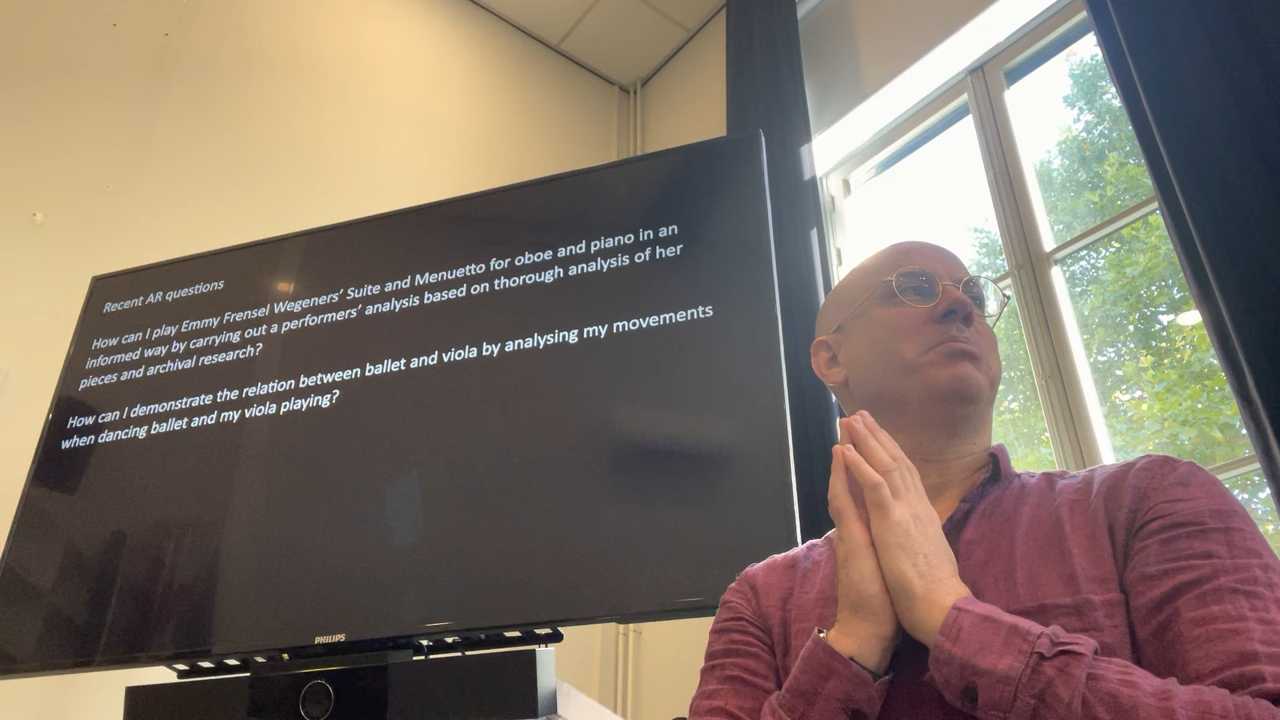 Recent AR questions
How can I play Emmy Frensel Wegeners’ Suite and Menuetto for oboe and piano in an
informed way by carrying out a performers’ analysis based on thorough analysis of her
pieces and archival research?
How can I demonstrate the relation between ballet and viola by analysing my movements
when dancing ballet and my viola playing?
PHILIPS